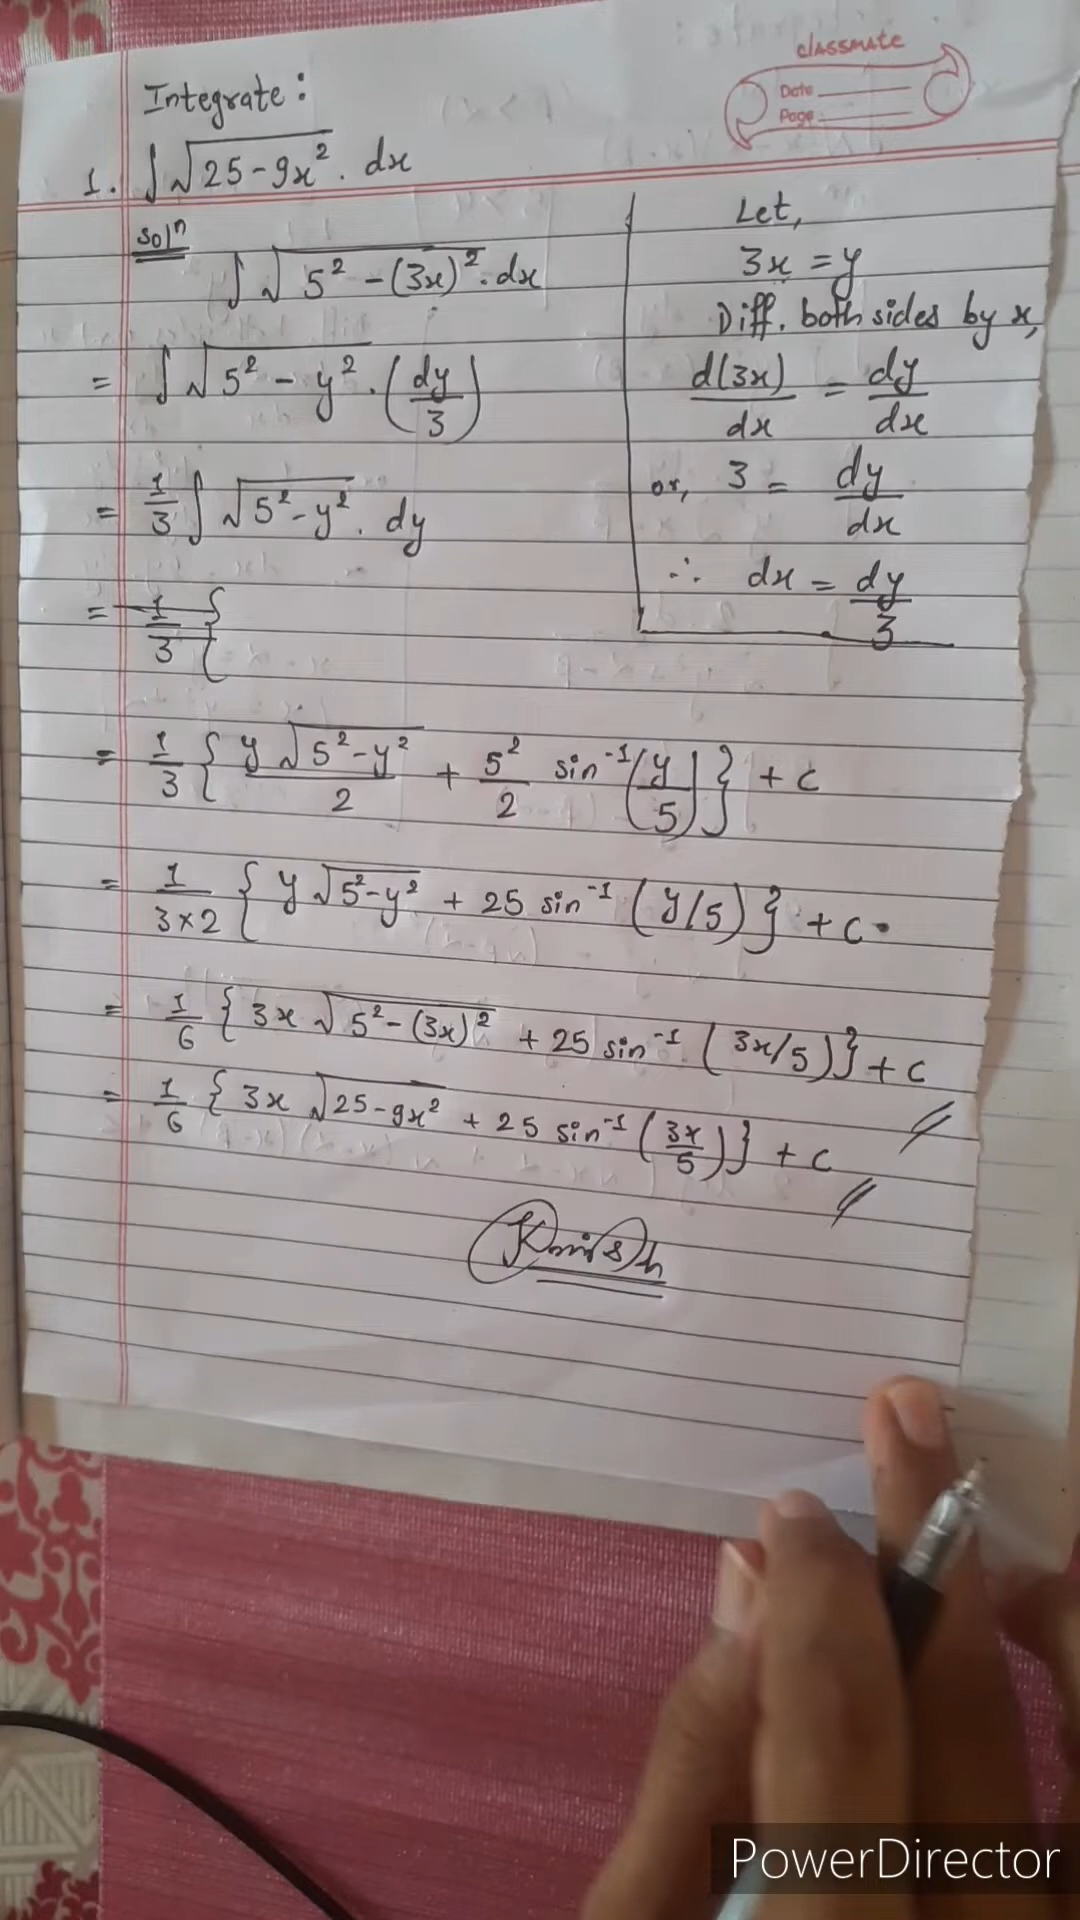 classmate
Date
Page
Integrate:
1. ∫√(25-9x²) . dx
Solⁿ
∫√(5² - (3x)²) . dx
= ∫√(5² - y²) . (dy/3)
= 1/3 ∫√(5² - y²) . dy
= 1/3 {
Let,
3x = y
Diff. both sides by x,
d(3x)/dx = dy/dx
or, 3 = dy/dx
∴ dx = dy/3
= 1/3 { y√(5² - y²)/2 + 5²/2 sin⁻¹(y/5) } + c
= 1/(3×2) { y√(5² - y²) + 25 sin⁻¹ (y/5) } + c.
= 1/6 { 3x√(5² - (3x)²) + 25 sin⁻¹ (3x/5) } + c
= 1/6 { 3x√(25 - 9x²) + 25 sin⁻¹ (3x/5) } + c
PowerDirector